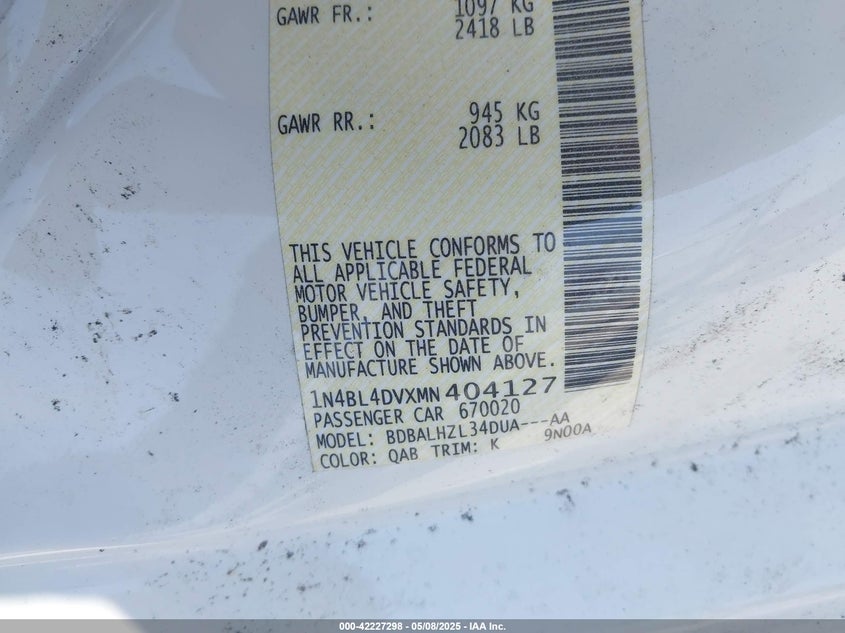 GAWR FR.: 1097 KG
2418 LB
GAWR RR.: 945 KG
2083 LB
THIS VEHICLE CONFORMS TO
ALL APPLICABLE FEDERAL
MOTOR VEHICLE SAFETY,
BUMPER, AND THEFT
PREVENTION STANDARDS IN
EFFECT ON THE DATE OF
MANUFACTURE SHOWN ABOVE.
1N4BL4DVXMN404127
PASSENGER CAR 670020
MODEL: BDBALHZL34DUA---AA
COLOR: QAB TRIM: K 9N00A
000-42227298 - 05/08/2025 - IAA Inc.